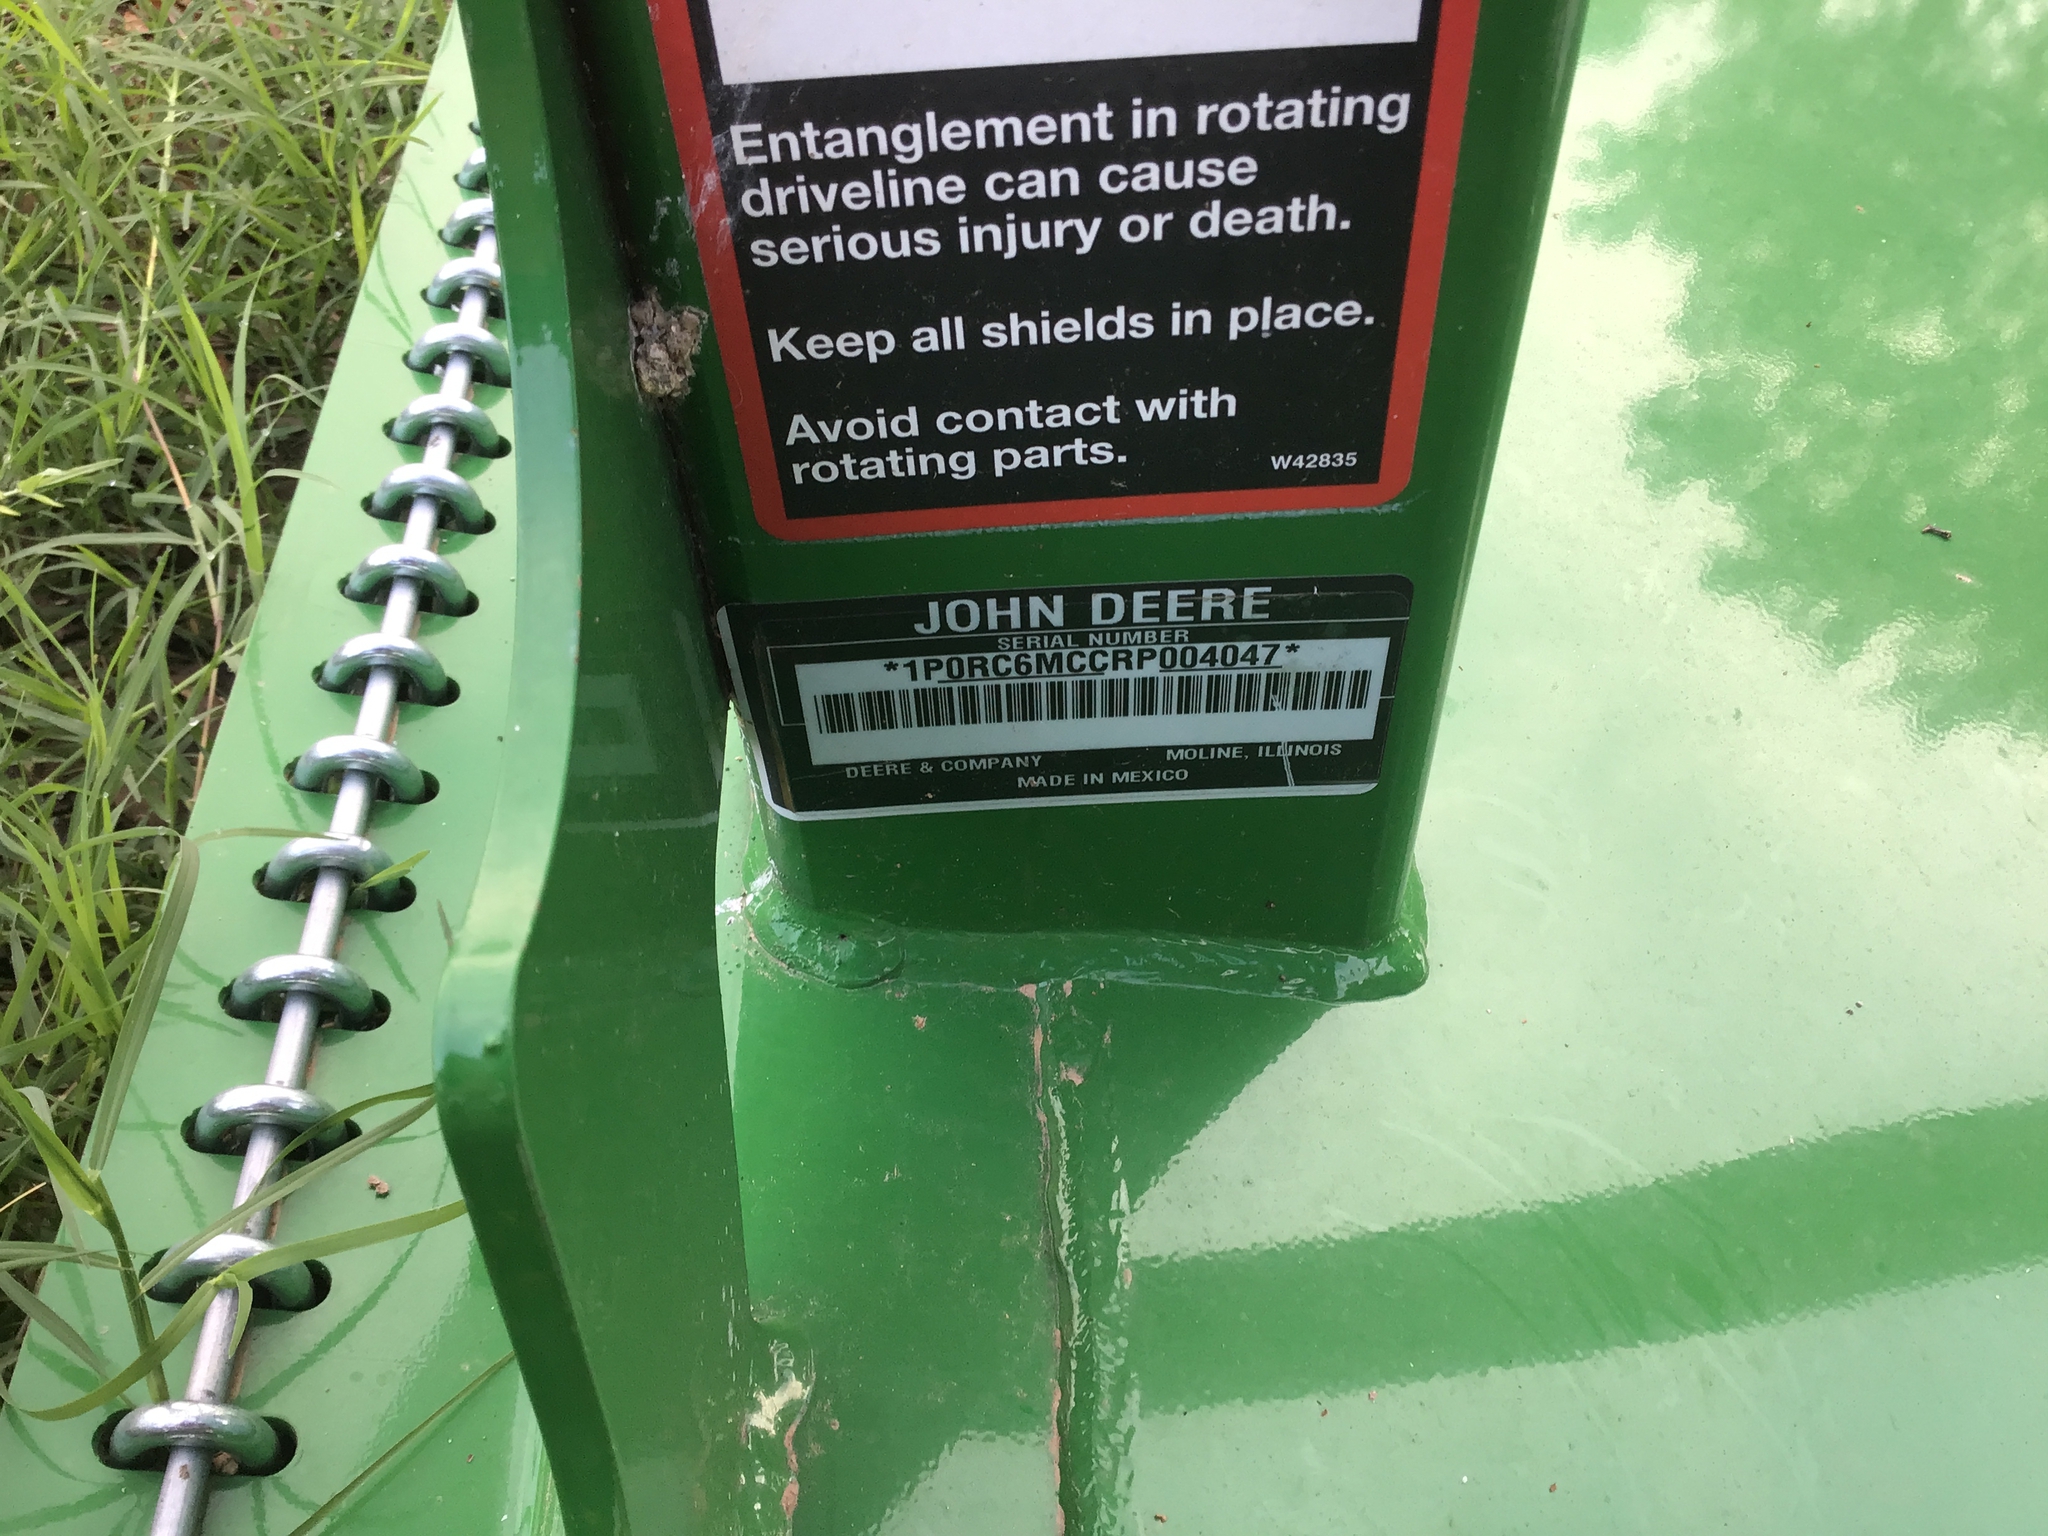 Entanglement in rotating
driveline can cause
serious injury or death.
Keep all shields in place.
Avoid contact with
rotating parts.
W42835
JOHN DEERE
SERIAL NUMBER
*1P0RC6MCCRP004047*
DEERE & COMPANY MOLINE, ILLINOIS
MADE IN MEXICO